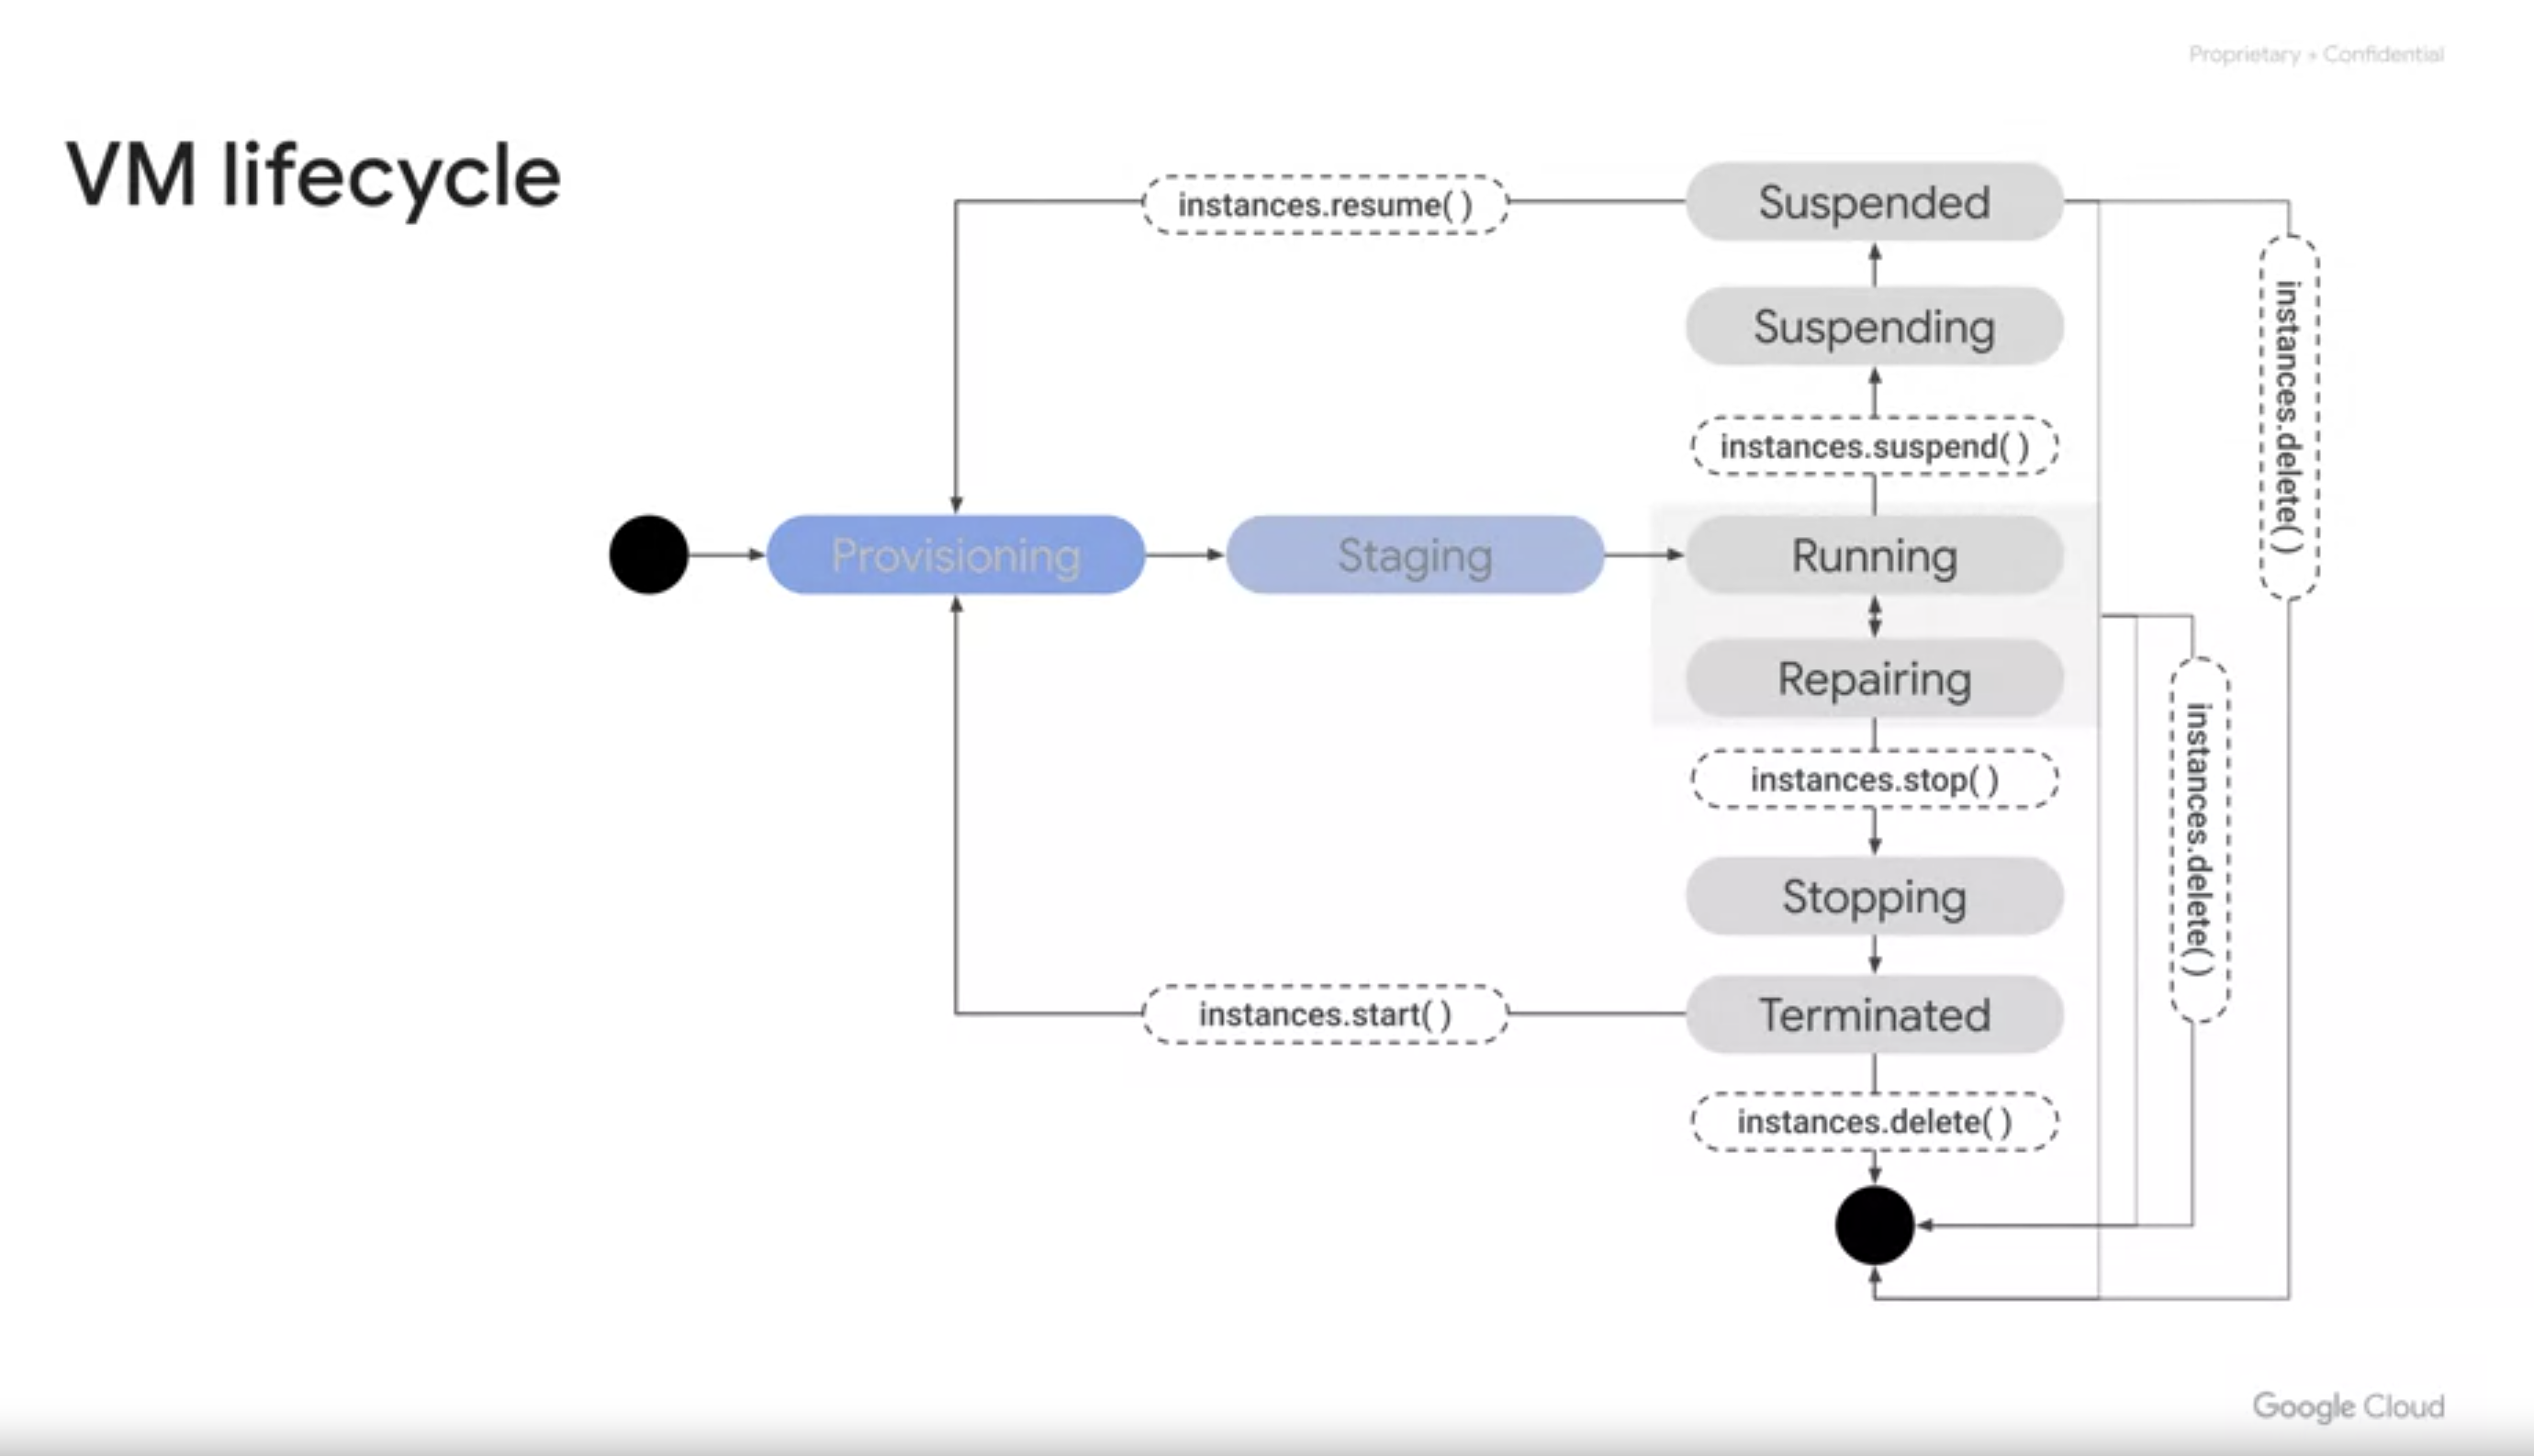 Proprietary + Confidential
VM lifecycle
instances.resume( )
Suspended
Suspending
instances.suspend( )
instances.delete( )
Provisioning
Staging
Running
Repairing
instances.stop( )
instances.delete( )
Stopping
instances.start( )
Terminated
instances.delete( )
Google Cloud